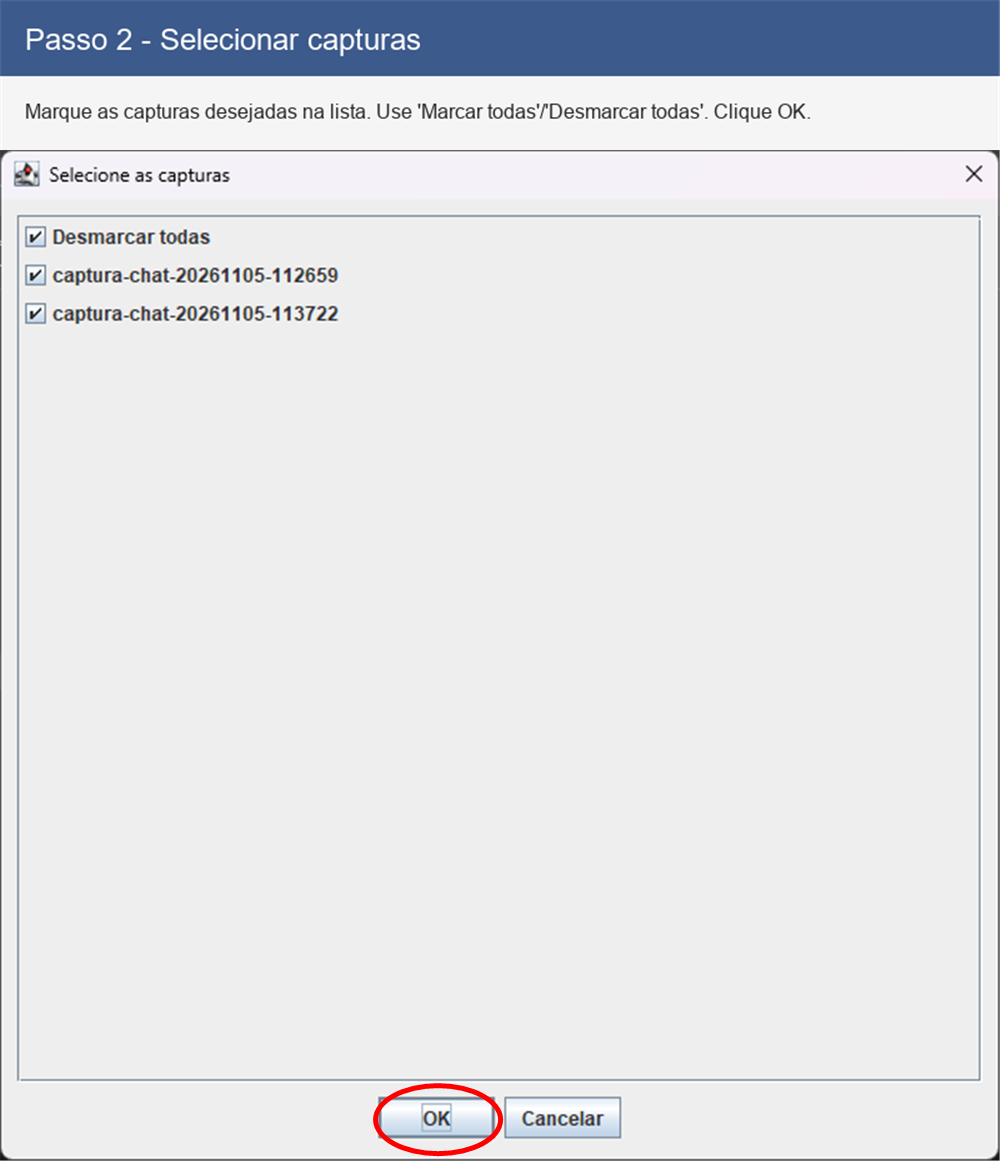 Passo 2 - Selecionar capturas
Marque as capturas desejadas na lista. Use 'Marcar todas'/'Desmarcar todas'. Clique OK.
Selecione as capturas
Desmarcar todas
captura-chat-20261105-112659
captura-chat-20261105-113722
OK Cancelar